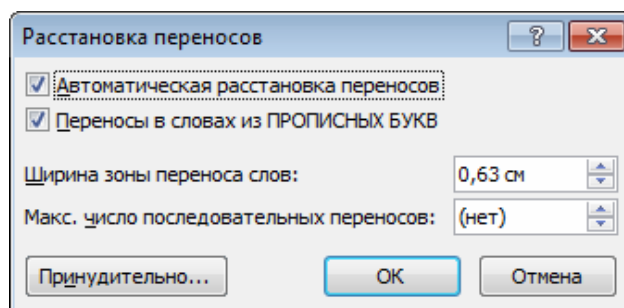 Расстановка переносов
Автоматическая расстановка переносов
Переносы в словах из ПРОПИСНЫХ БУКВ
Ширина зоны переноса слов: 0,63 см
Макс. число последовательных переносов: (нет)
Принудительно... ОК Отмена